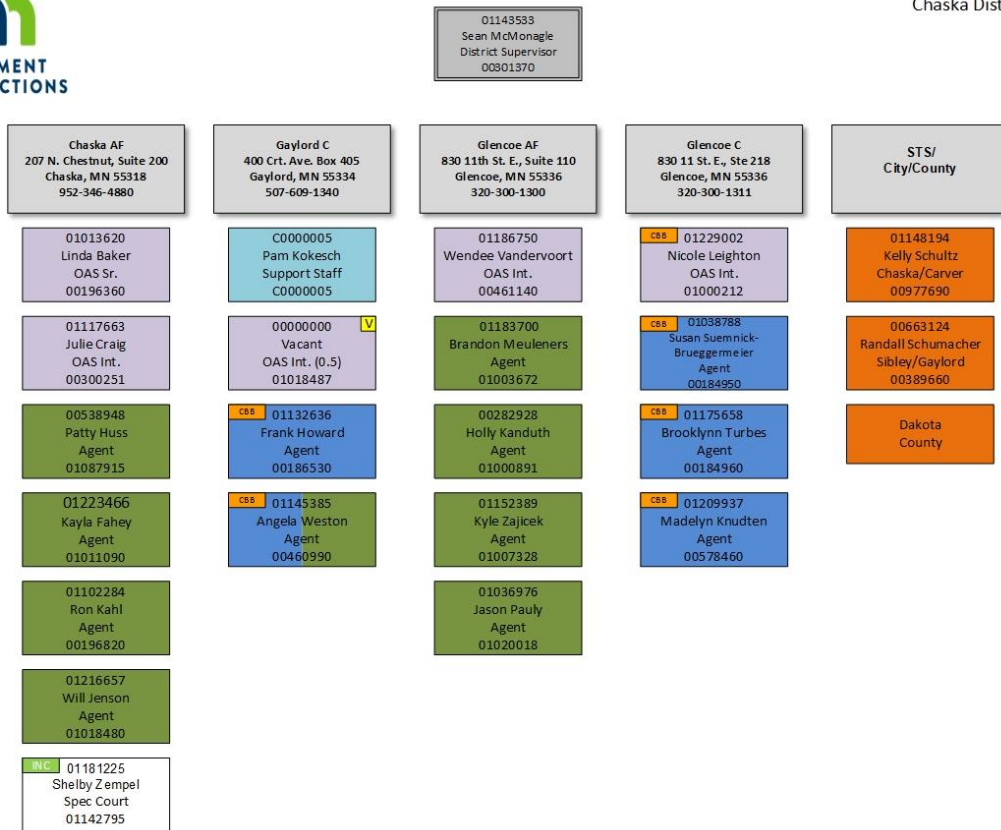 Chaska Dist
MENT
CTIONS
01143533
Sean McMonagle
District Supervisor
00301370
Chaska AF
207 N. Chestnut, Suite 200
Chaska, MN 55318
952-346-4880
01013620
Linda Baker
OAS Sr.
00196360
01117663
Julie Craig
OAS Int.
00300251
00538948
Patty Huss
Agent
01087915
01223466
Kayla Fahey
Agent
01011090
01102284
Ron Kahl
Agent
00196820
01216657
Will Jenson
Agent
01018480
INC
01181225
Shelby Zempel
Spec Court
01142795
Gaylord C
400 Crt. Ave. Box 405
Gaylord, MN 55334
507-609-1340
C0000005
Pam Kokesch
Support Staff
C0000005
00000000
V
Vacant
OAS Int. (0.5)
01018487
CBB
01132636
Frank Howard
Agent
00186530
CBB
01145385
Angela Weston
Agent
00460990
Glencoe AF
830 11th St. E., Suite 110
Glencoe, MN 55336
320-300-1300
01186750
Wendee Vandervoort
OAS Int.
00461140
01183700
Brandon Meuleners
Agent
01003672
00282928
Holly Kanduth
Agent
01000891
01152389
Kyle Zajicek
Agent
01007328
01036976
Jason Pauly
Agent
01020018
Glencoe C
830 11 St. E., Ste 218
Glencoe, MN 55336
320-300-1311
CBB
01229002
Nicole Leighton
OAS Int.
01000212
CBB
01038788
Susan Suemnick-
Brueggermeier
Agent
00184950
CBB
01175658
Brooklynn Turbes
Agent
00184960
CBB
01209937
Madelyn Knudten
Agent
00578460
STS/
City/County
01148194
Kelly Schultz
Chaska/Carver
00977690
00663124
Randall Schumacher
Sibley/Gaylord
00389660
Dakota
County